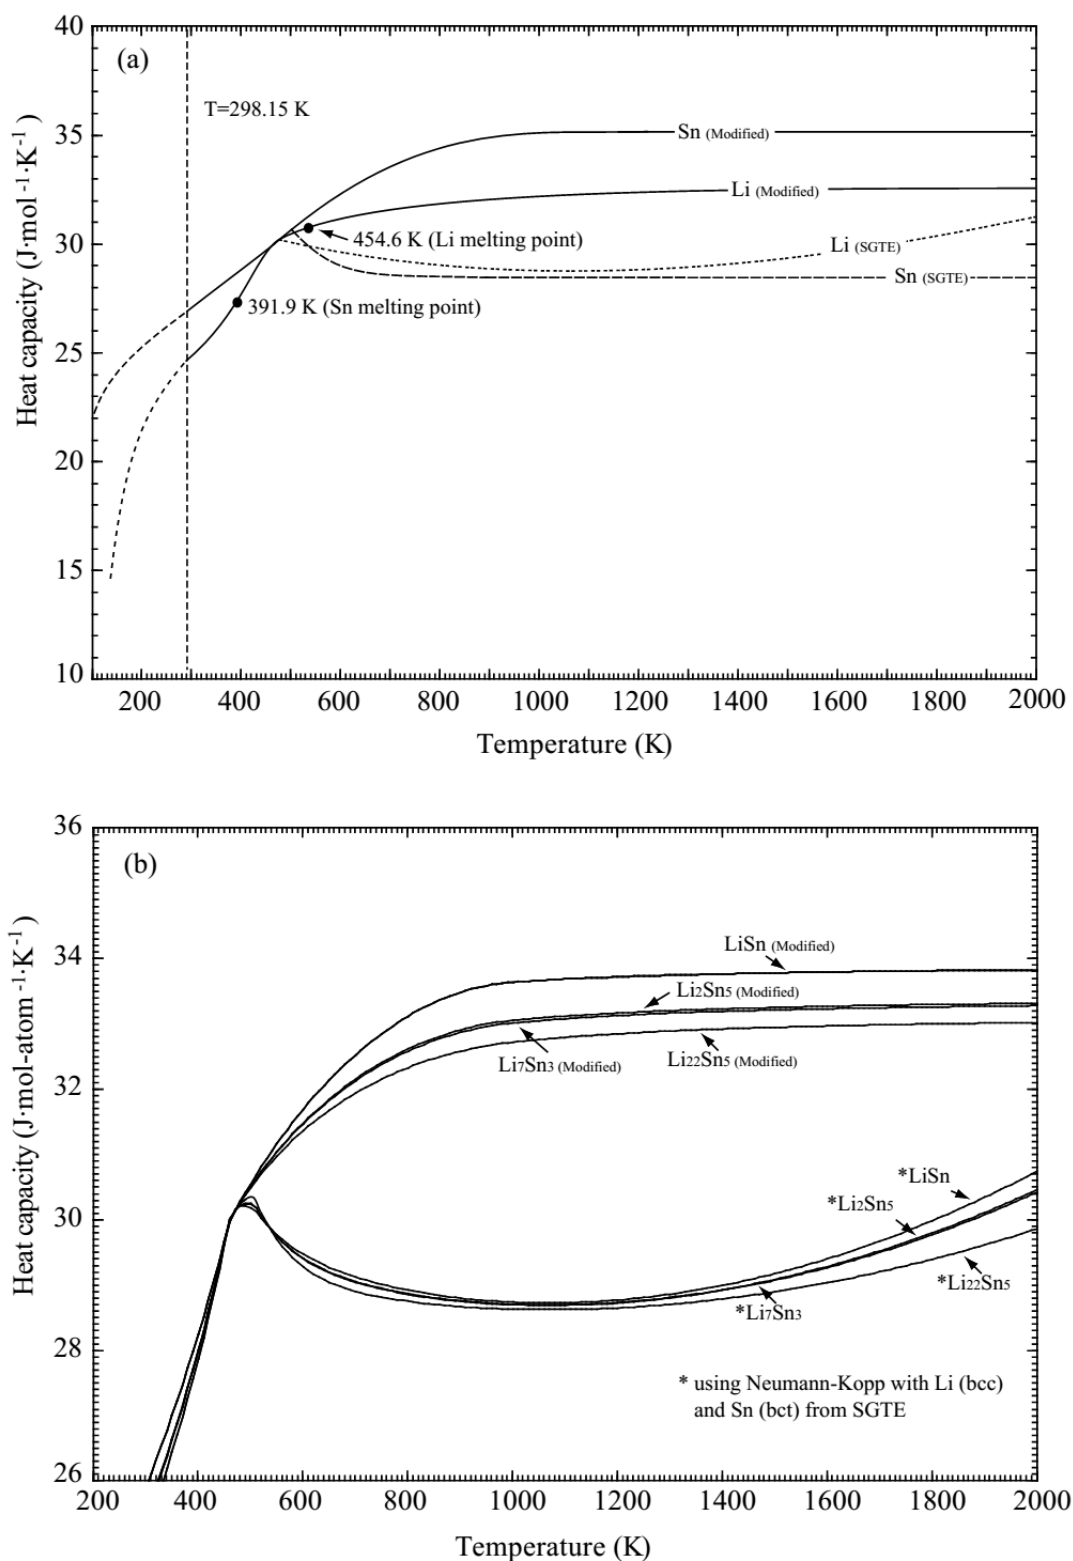 (a)
T=298.15 K
Sn (Modified)
Li (Modified)
454.6 K (Li melting point)
Li (SGTE)
Sn (SGTE)
391.9 K (Sn melting point)
40
35
30
25
20
15
10
Heat capacity (J·mol -1·K-1 )
200 400 600 800 1000 1200 1400 1600 1800 2000
Temperature (K)
(b)
LiSn (Modified)
Li2Sn5 (Modified)
Li7Sn3 (Modified)
Li22Sn5 (Modified)
*LiSn
*Li2Sn5
*Li22Sn5
*Li7Sn3
* using Neumann-Kopp with Li (bcc)
and Sn (bct) from SGTE
36
34
32
30
28
26
Heat capacity (J·mol-atom -1·K-1 )
200 400 600 800 1000 1200 1400 1600 1800 2000
Temperature (K)